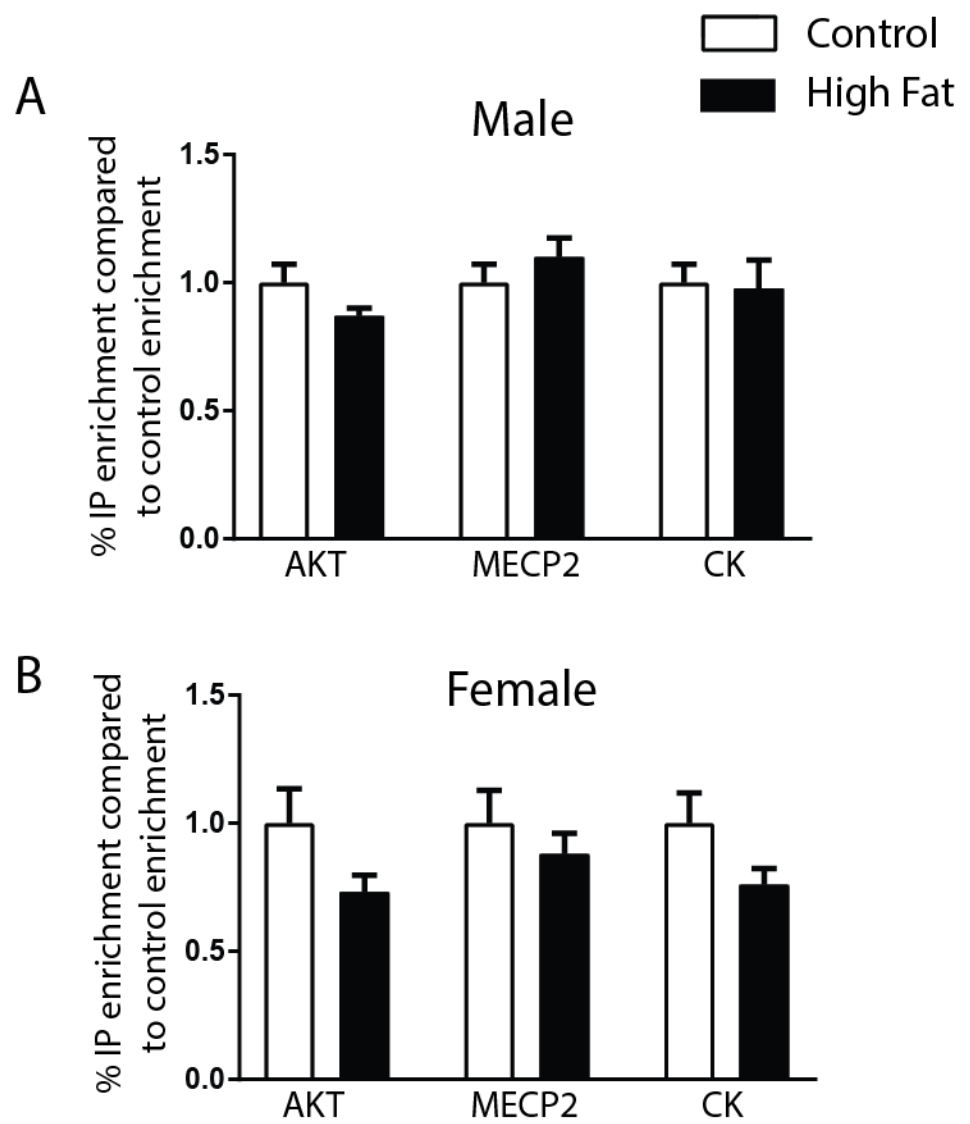 Control
High Fat
A
Male
% IP enrichment compared
to control enrichment
1.5
1.0
0.5
0.0
AKT MECP2 CK
B
Female
% IP enrichment compared
to control enrichment
1.5
1.0
0.5
0.0
AKT MECP2 CK